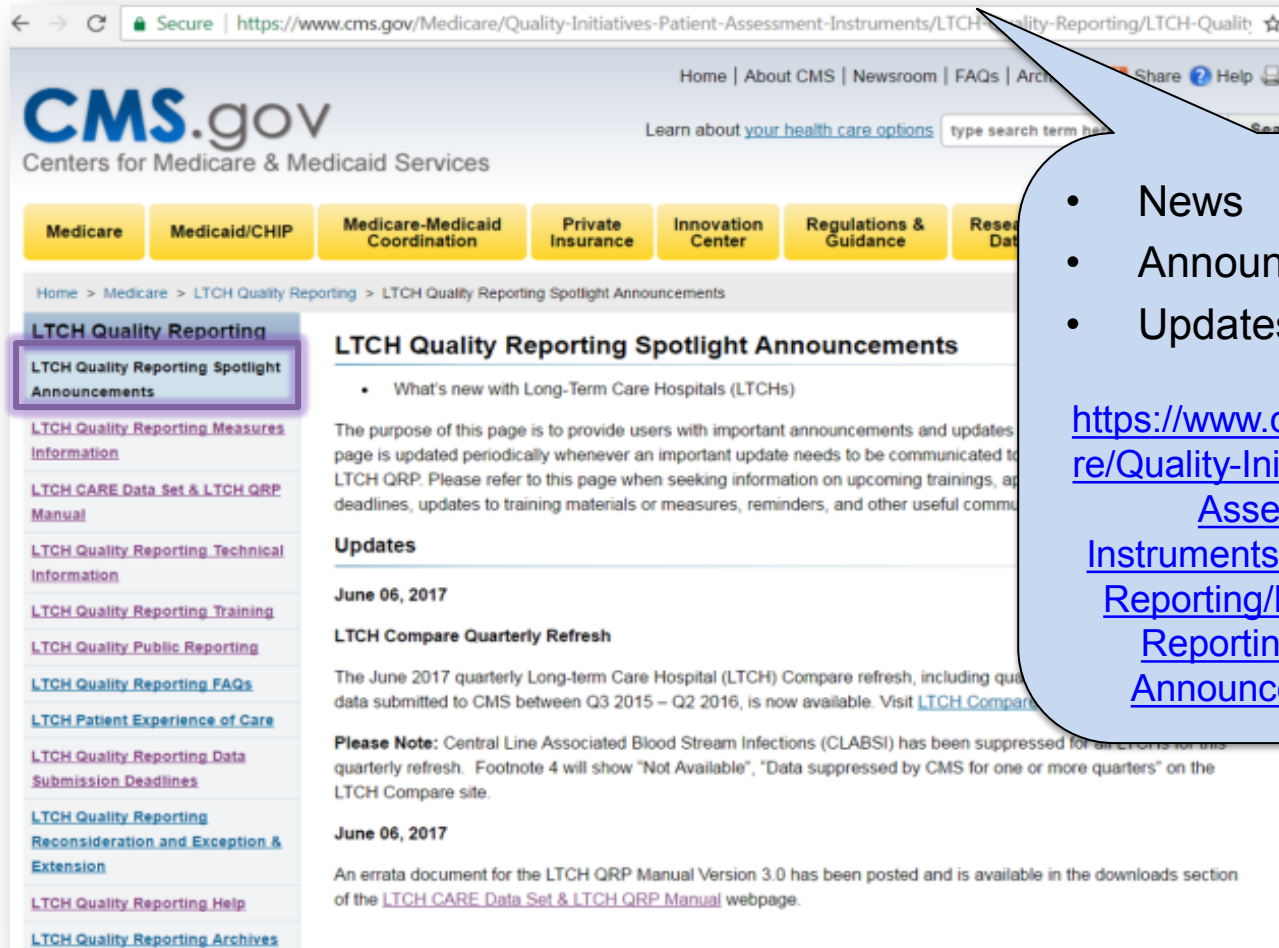 Secure | https://www.cms.gov/Medicare/Quality-Initiatives-Patient-Assessment-Instruments/LTCH- ality-Reporting/LTCH-Quality
Home | About CMS | Newsroom | FAQs | Share Help
CMS.gov
Centers for Medicare & Medicaid Services
Learn about your health care options type search term
Medicare Medicaid/CHIP Medicare-Medicaid Coordination Private Insurance Innovation Center Regulations & Guidance
Home > Medicare > LTCH Quality Reporting > LTCH Quality Reporting Spotlight Announcements
LTCH Quality Reporting
LTCH Quality Reporting Spotlight
Announcements
LTCH Quality Reporting Measures
Information
LTCH CARE Data Set & LTCH QRP
Manual
LTCH Quality Reporting Technical
Information
LTCH Quality Reporting Training
LTCH Quality Public Reporting
LTCH Quality Reporting FAQs
LTCH Patient Experience of Care
LTCH Quality Reporting Data
Submission Deadlines
LTCH Quality Reporting
Reconsideration and Exception &
Extension
LTCH Quality Reporting Help
LTCH Quality Reporting Archives
LTCH Quality Reporting Spotlight Announcements
• What's new with Long-Term Care Hospitals (LTCHs)
The purpose of this page is to provide users with important announcements and updates
page is updated periodically whenever an important update needs to be communicated to
LTCH QRP. Please refer to this page when seeking information on upcoming trainings, ap
deadlines, updates to training materials or measures, reminders, and other useful commu
Updates
June 06, 2017
LTCH Compare Quarterly Refresh
The June 2017 quarterly Long-term Care Hospital (LTCH) Compare refresh, including qua
data submitted to CMS between Q3 2015 – Q2 2016, is now available. Visit LTCH Compare
Please Note: Central Line Associated Blood Stream Infections (CLABSI) has been suppressed for all LTCHs for this
quarterly refresh. Footnote 4 will show "Not Available", "Data suppressed by CMS for one or more quarters" on the
LTCH Compare site.
June 06, 2017
An errata document for the LTCH QRP Manual Version 3.0 has been posted and is available in the downloads section
of the LTCH CARE Data Set & LTCH QRP Manual webpage.
• News
• Announ
• Updates
https://www.c
re/Quality-Ini
Asse
Instruments
Reporting/
Reportin
Announce